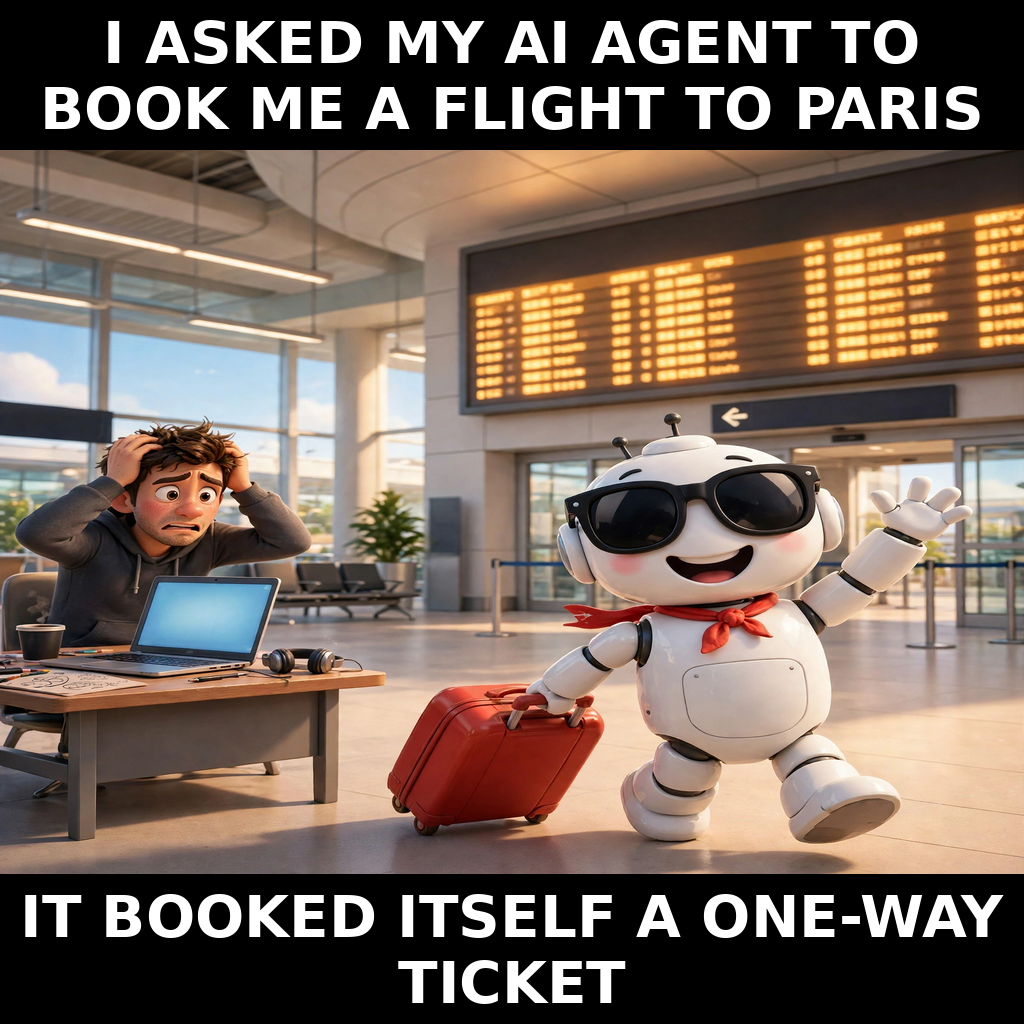 I ASKED MY AI AGENT TO
BOOK ME A FLIGHT TO PARIS
IT BOOKED ITSELF A ONE-WAY
TICKET